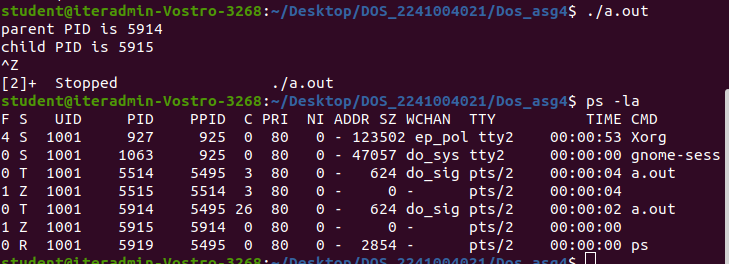 student@iteradmin-Vostro-3268:~/Desktop/DOS_2241004021/Dos_asg4$ ./a.out
parent PID is 5914
child PID is 5915
^Z
[2]+  Stopped                 ./a.out
student@iteradmin-Vostro-3268:~/Desktop/DOS_2241004021/Dos_asg4$ ps -la
F S   UID     PID    PPID  C PRI  NI ADDR SZ WCHAN  TTY          TIME CMD
4 S  1001     927     925  0  80   0 - 123502 ep_pol tty2    00:00:53 Xorg
0 S  1001    1063     925  0  80   0 - 47057 do_sys tty2     00:00:00 gnome-sess
0 T  1001    5514    5495  3  80   0 -   624 do_sig pts/2    00:00:04 a.out
1 Z  1001    5515    5514  3  80   0 -     0 -      pts/2    00:00:04
0 T  1001    5914    5495 26  80   0 -   624 do_sig pts/2    00:00:02 a.out
1 Z  1001    5915    5914  0  80   0 -     0 -      pts/2    00:00:00
0 R  1001    5919    5495  0  80   0 -  2854 -      pts/2    00:00:00 ps
student@iteradmin-Vostro-3268:~/Desktop/DOS_2241004021/Dos_asg4$